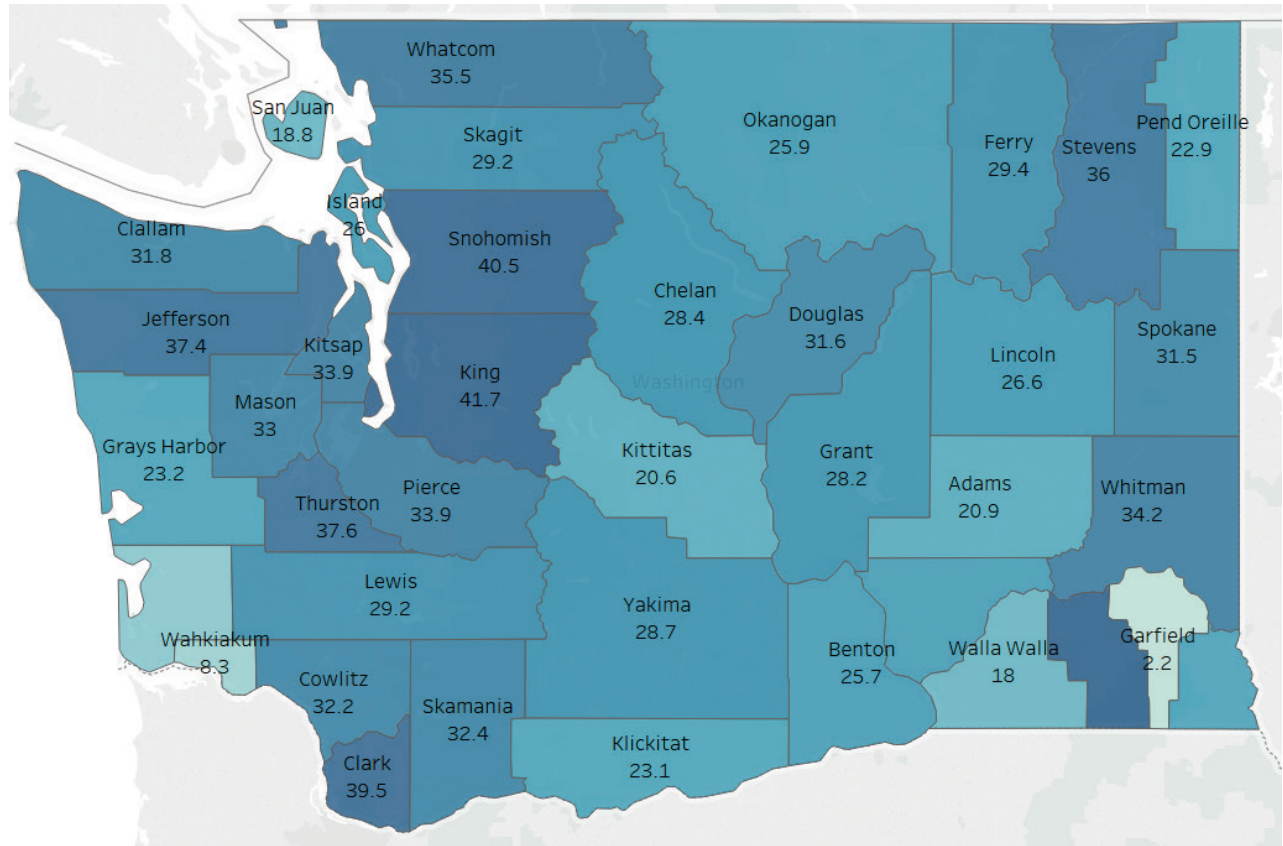 Whatcom
35.5
San Juan
18.8
Skagit
29.2
Okanogan
25.9
Ferry
29.4
Stevens
36
Pend Oreille
22.9
Island
26
Clallam
31.8
Snohomish
40.5
Chelan
28.4
Douglas
31.6
Jefferson
37.4
Kitsap
33.9
King
41.7
Washington
Lincoln
26.6
Spokane
31.5
Mason
33
Grays Harbor
23.2
Kittitas
20.6
Grant
28.2
Adams
20.9
Whitman
34.2
Thurston
37.6
Pierce
33.9
Lewis
29.2
Yakima
28.7
Wahkiakum
8.3
Benton
25.7
Walla Walla
18
Garfield
2.2
Cowlitz
32.2
Skamania
32.4
Klickitat
23.1
Clark
39.5